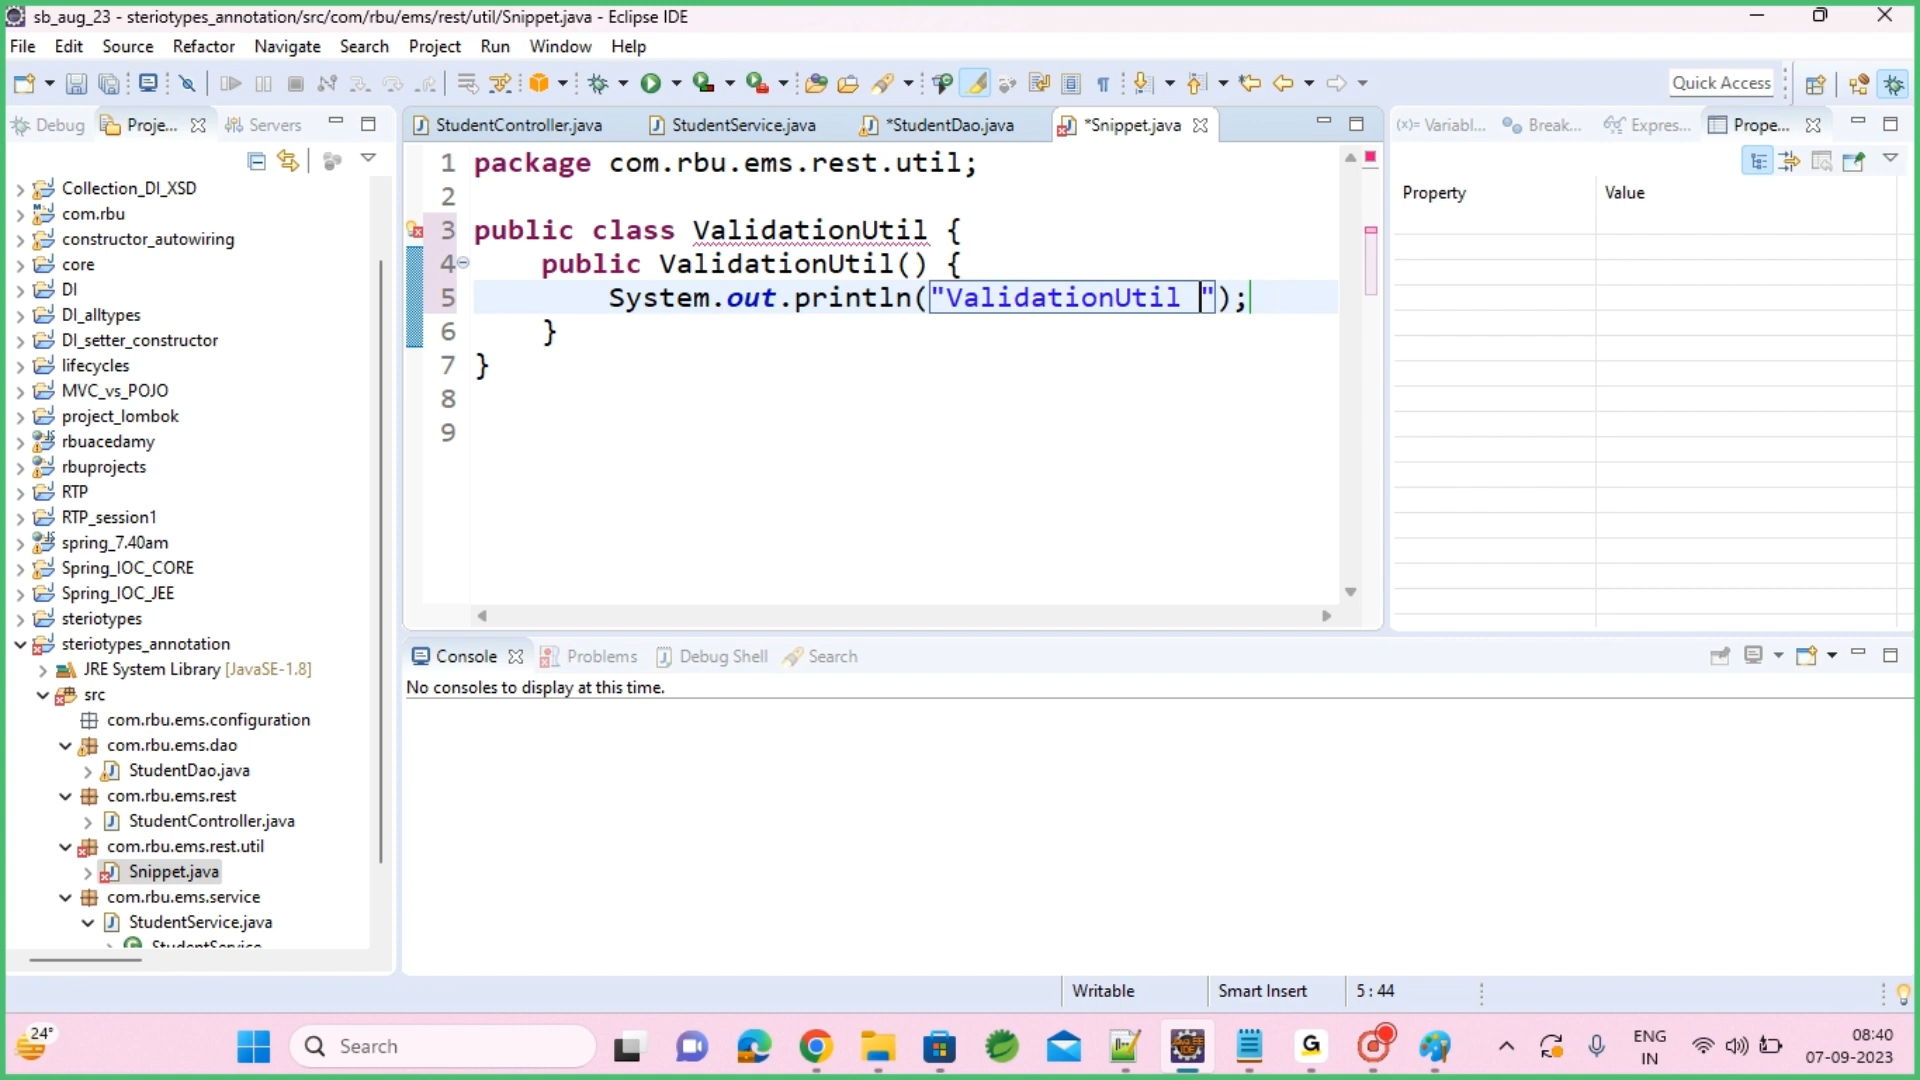 sb_aug_23 - steriotypes_annotation/src/com/rbu/ems/rest/util/Snippet.java - Eclipse IDE
File Edit Source Refactor Navigate Search Project Run Window Help
Quick Access
Debug Proje... Servers
StudentController.java StudentService.java *StudentDao.java *Snippet.java
(x)= Variabl... Break... Expres... Prope...
Property Value
Collection_DI_XSD
com.rbu
constructor_autowiring
core
DI
DI_alltypes
DI_setter_constructor
lifecycles
MVC_vs_POJO
project_lombok
rbuacedamy
rbuprojects
RTP
RTP_session1
spring_7.40am
Spring_IOC_CORE
Spring_IOC_JEE
steriotypes
steriotypes_annotation
JRE System Library [JavaSE-1.8]
src
com.rbu.ems.configuration
com.rbu.ems.dao
StudentDao.java
com.rbu.ems.rest
StudentController.java
com.rbu.ems.rest.util
Snippet.java
com.rbu.ems.service
StudentService.java
StudentService
1 package com.rbu.ems.rest.util;
2
3 public class ValidationUtil {
4 public ValidationUtil() {
5 System.out.println("ValidationUtil ");
6 }
7 }
8
9
Console Problems Debug Shell Search
No consoles to display at this time.
Writable Smart Insert 5 : 44
24°
Search
ENG
IN
08:40
07-09-2023